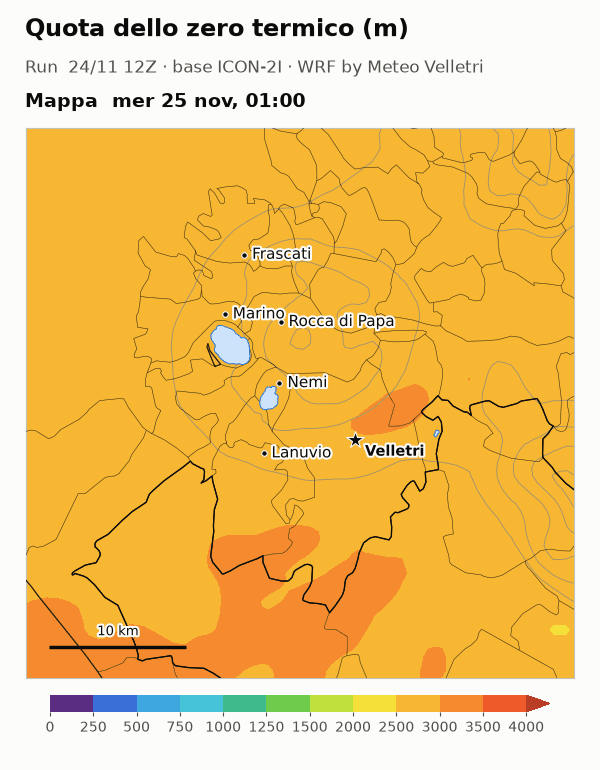 Quota dello zero termico (m)
Run 24/11 12Z · base ICON-2I · WRF by Meteo Velletri
Mappa mer 25 nov, 01:00
Frascati
Marino
Rocca di Papa
Nemi
Velletri
Lanuvio
10 km
0 250 500 750 1000 1500 2000 2500 3000 3500 4000